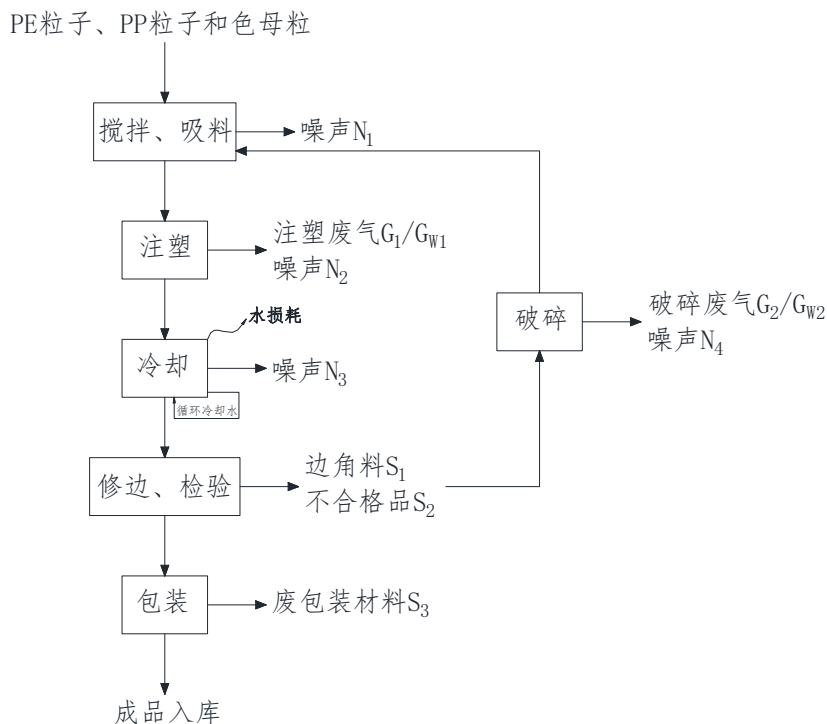 PE粒子、PP粒子和色母粒
搅拌、吸料
噪声N₁
注塑
注塑废气G₁/G_W1
噪声N₂
破碎
破碎废气G₂/G_W2
噪声N₄
水损耗
冷却
噪声N₃
循环冷却水
修边、检验
边角料S₁
不合格品S₂
包装
废包装材料S₃
成品入库